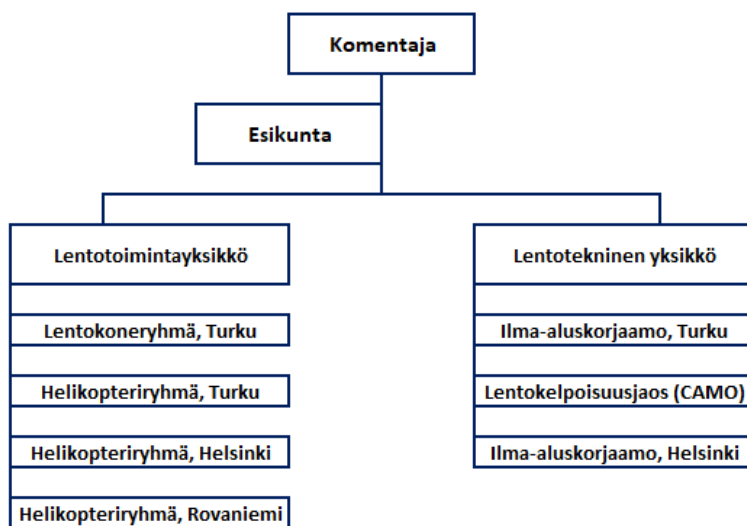 Komentaja
Esikunta
Lentotoimintayksikkö
Lentokoneryhmä, Turku
Helikopteriryhmä, Turku
Helikopteriryhmä, Helsinki
Helikopteriryhmä, Rovaniemi
Lentotekninen yksikkö
Ilma-aluskorjaamo, Turku
Lentokelpoisuusjaos (CAMO)
Ilma-aluskorjaamo, Helsinki